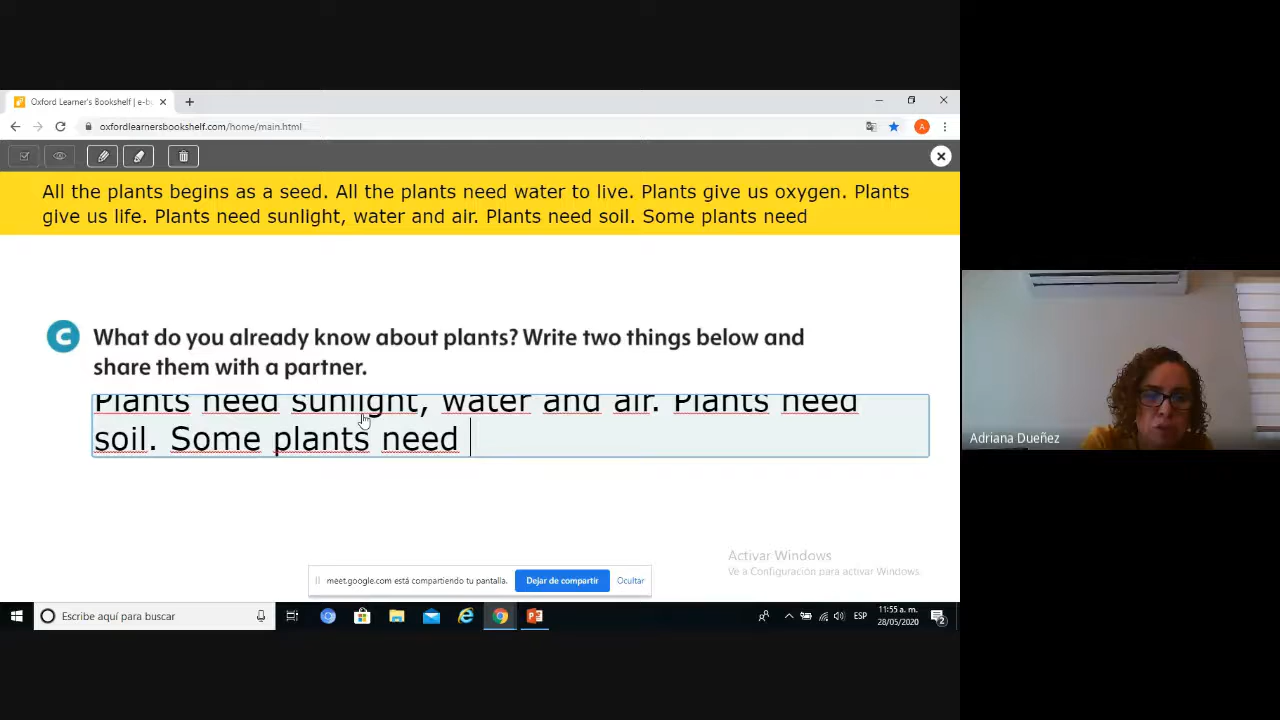 Oxford Learner's Bookshelf | e-b
oxfordlearnersbookshelf.com/home/main.html
A
All the plants begins as a seed. All the plants need water to live. Plants give us oxygen. Plants
give us life. Plants need sunlight, water and air. Plants need soil. Some plants need
C
What do you already know about plants? Write two things below and
share them with a partner.
Plants need sunlight, water and air. Plants need
soil. Some plants need
Adriana Dueñez
Activar Windows
Ve a Configuración para activar Windows.
meet.google.com está compartiendo tu pantalla.
Dejar de compartir
Ocultar
Escribe aquí para buscar
ESP
11:55 a. m.
28/05/2020
2